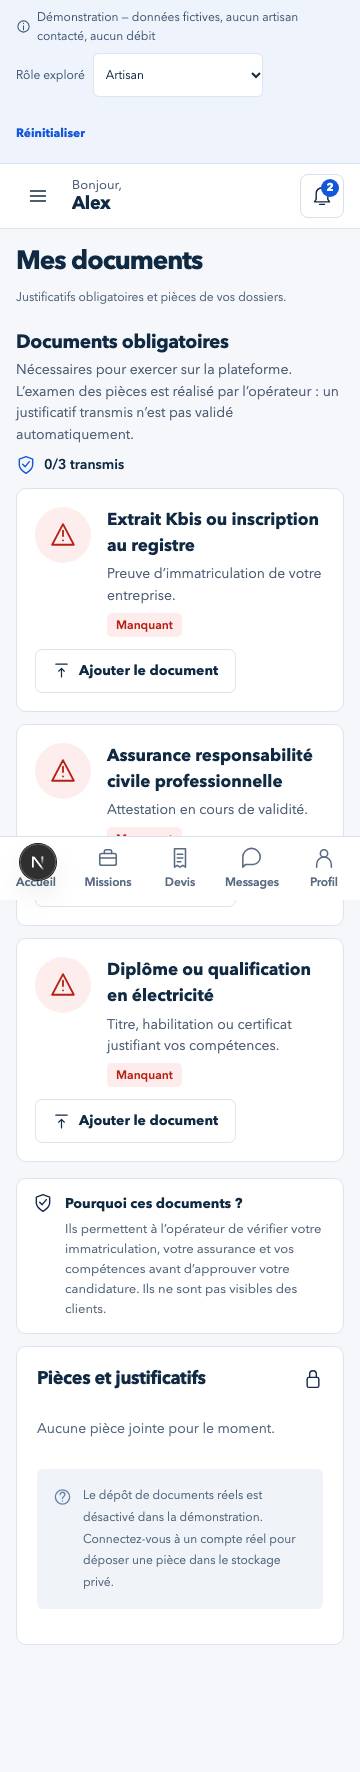 Démonstration — données fictives, aucun artisan
contacté, aucun débit
Rôle exploré
Artisan
Réinitialiser
Bonjour,
Alex
2
Mes documents
Justificatifs obligatoires et pièces de vos dossiers.
Documents obligatoires
Nécessaires pour exercer sur la plateforme.
L’examen des pièces est réalisé par l’opérateur : un
justificatif transmis n’est pas validé
automatiquement.
0/3 transmis
Extrait Kbis ou inscription
au registre
Preuve d’immatriculation de votre
entreprise.
Manquant
Ajouter le document
Assurance responsabilité
civile professionnelle
Attestation en cours de validité.
N
Accueil
Missions
Devis
Messages
Profil
Diplôme ou qualification
en électricité
Titre, habilitation ou certificat
justifiant vos compétences.
Manquant
Ajouter le document
Pourquoi ces documents ?
Ils permettent à l’opérateur de vérifier votre
immatriculation, votre assurance et vos
compétences avant d’approuver votre
candidature. Ils ne sont pas visibles des
clients.
Pièces et justificatifs
Aucune pièce jointe pour le moment.
Le dépôt de documents réels est
désactivé dans la démonstration.
Connectez-vous à un compte réel pour
déposer une pièce dans le stockage
privé.